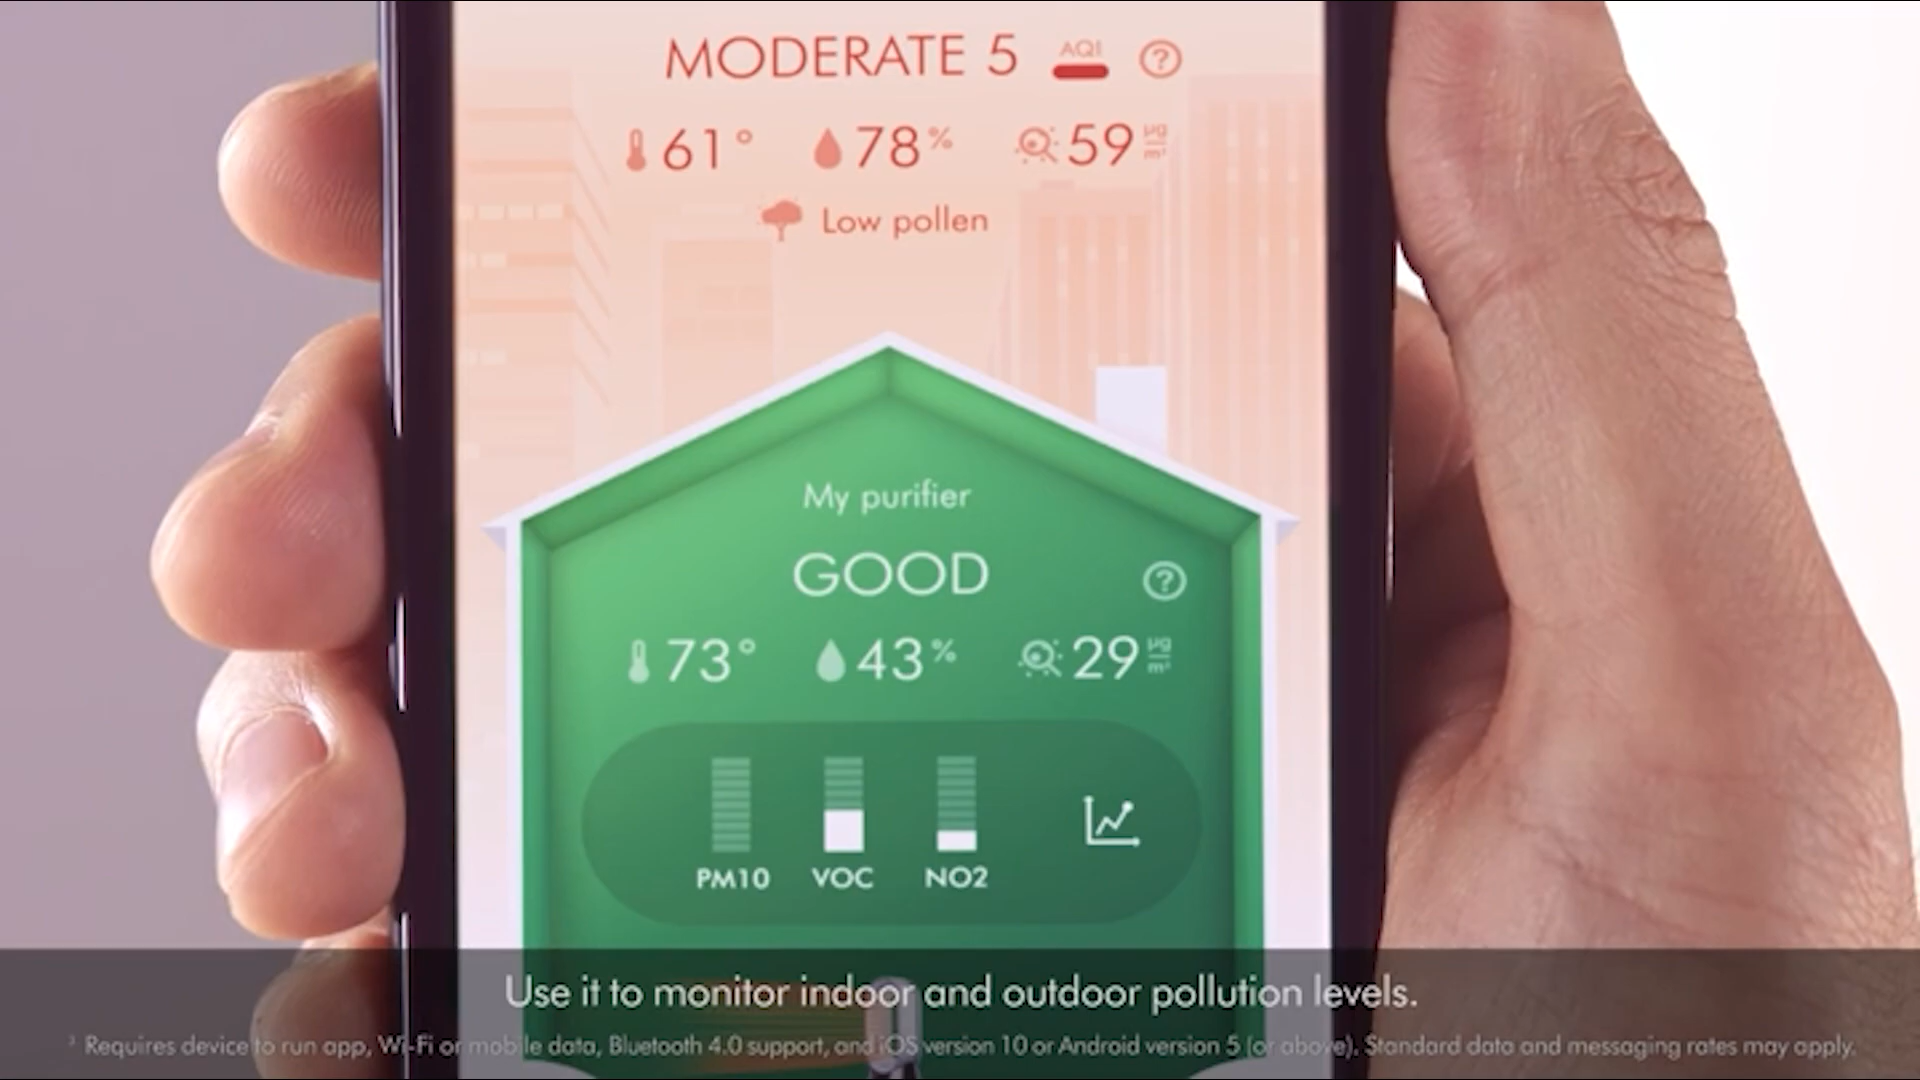 MODERATE 5 AQI ?
61° 78% 59 µg/m³
Low pollen
My purifier
GOOD ?
73° 43% 29 µg/m³
PM10 VOC NO2
Use it to monitor indoor and outdoor pollution levels.
³ Requires device to run app, Wi-Fi or mobile data, Bluetooth 4.0 support, and iOS version 10 or Android version 5 (or above). Standard data and messaging rates may apply.